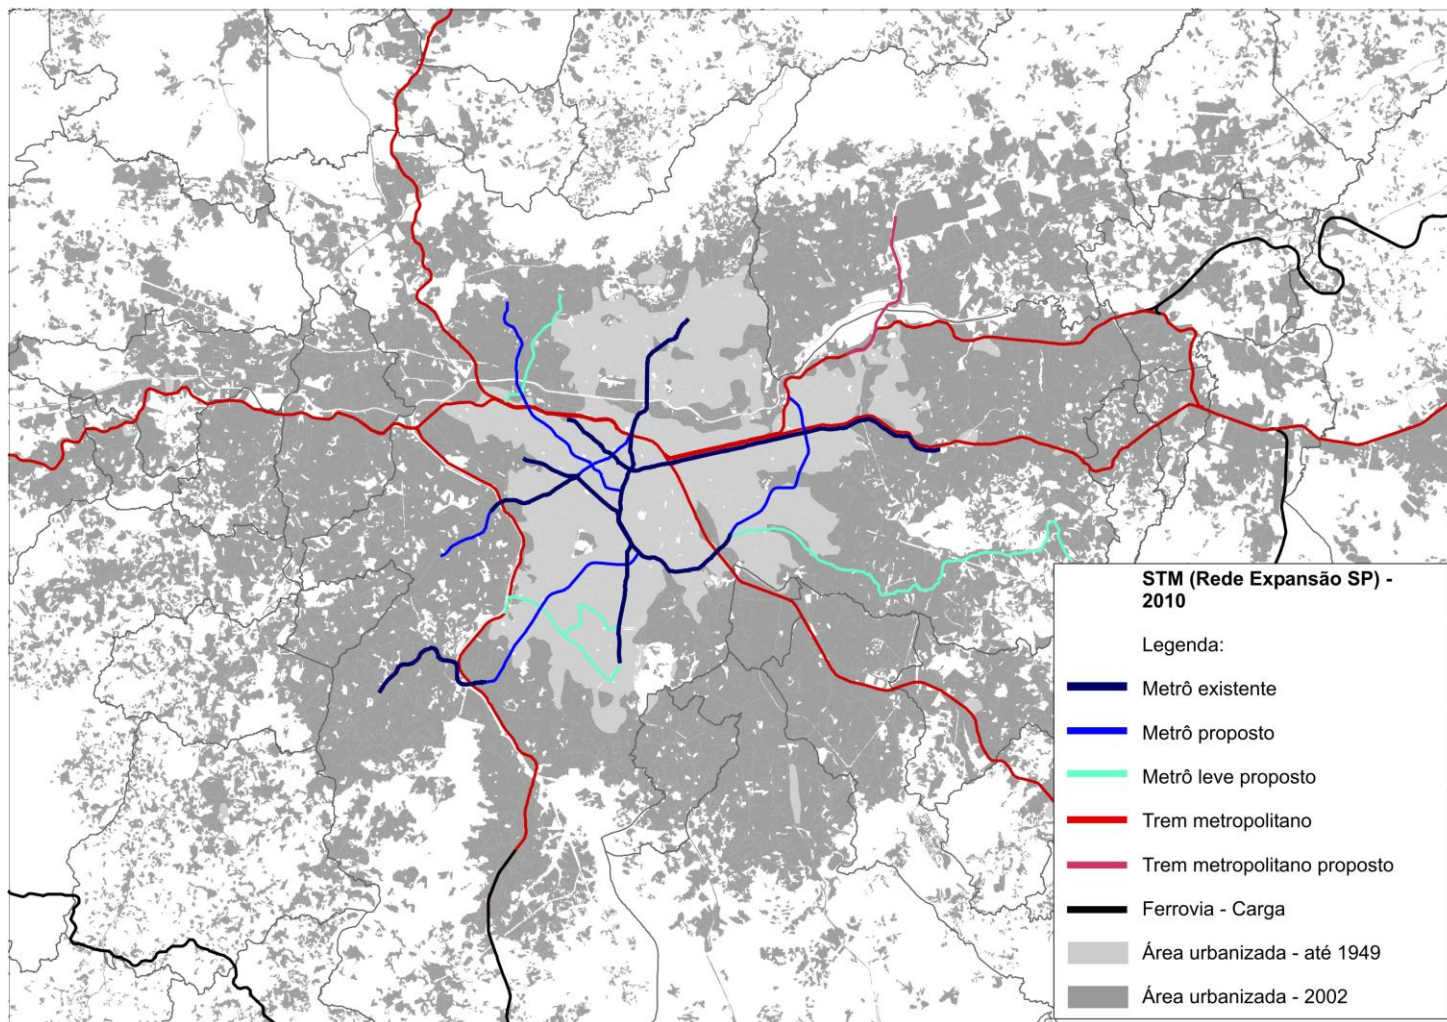 STM (Rede Expansão SP) -
2010
Legenda:
Metrô existente
Metrô proposto
Metrô leve proposto
Trem metropolitano
Trem metropolitano proposto
Ferrovia - Carga
Área urbanizada - até 1949
Área urbanizada - 2002